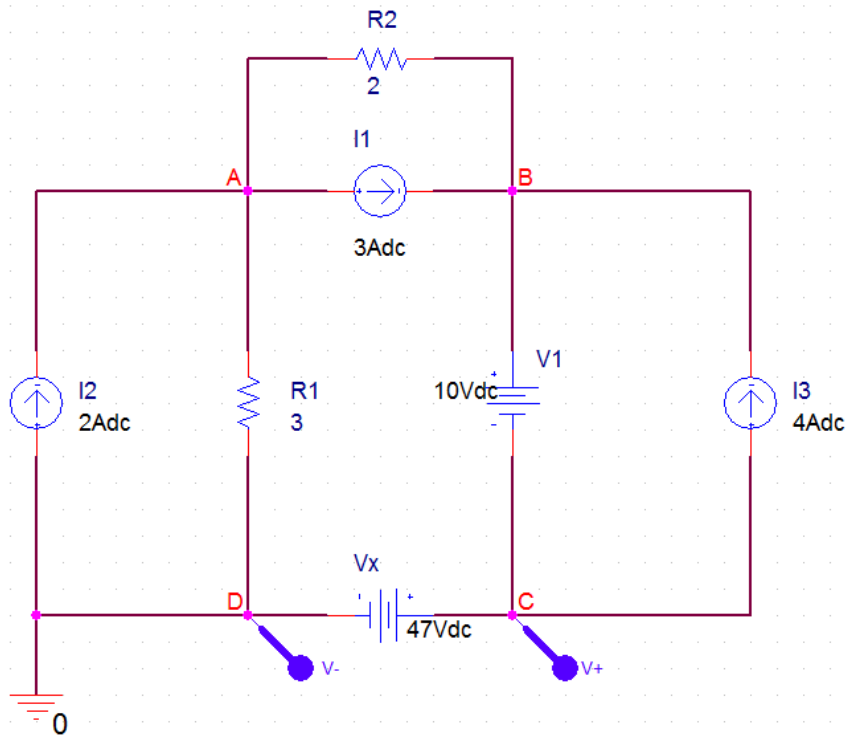 R2
2
I1
A
B
3Adc
I2
2Adc
R1
3
V1
+
10Vdc
-
I3
4Adc
Vx
D
- +
C
47Vdc
V-
V+
0